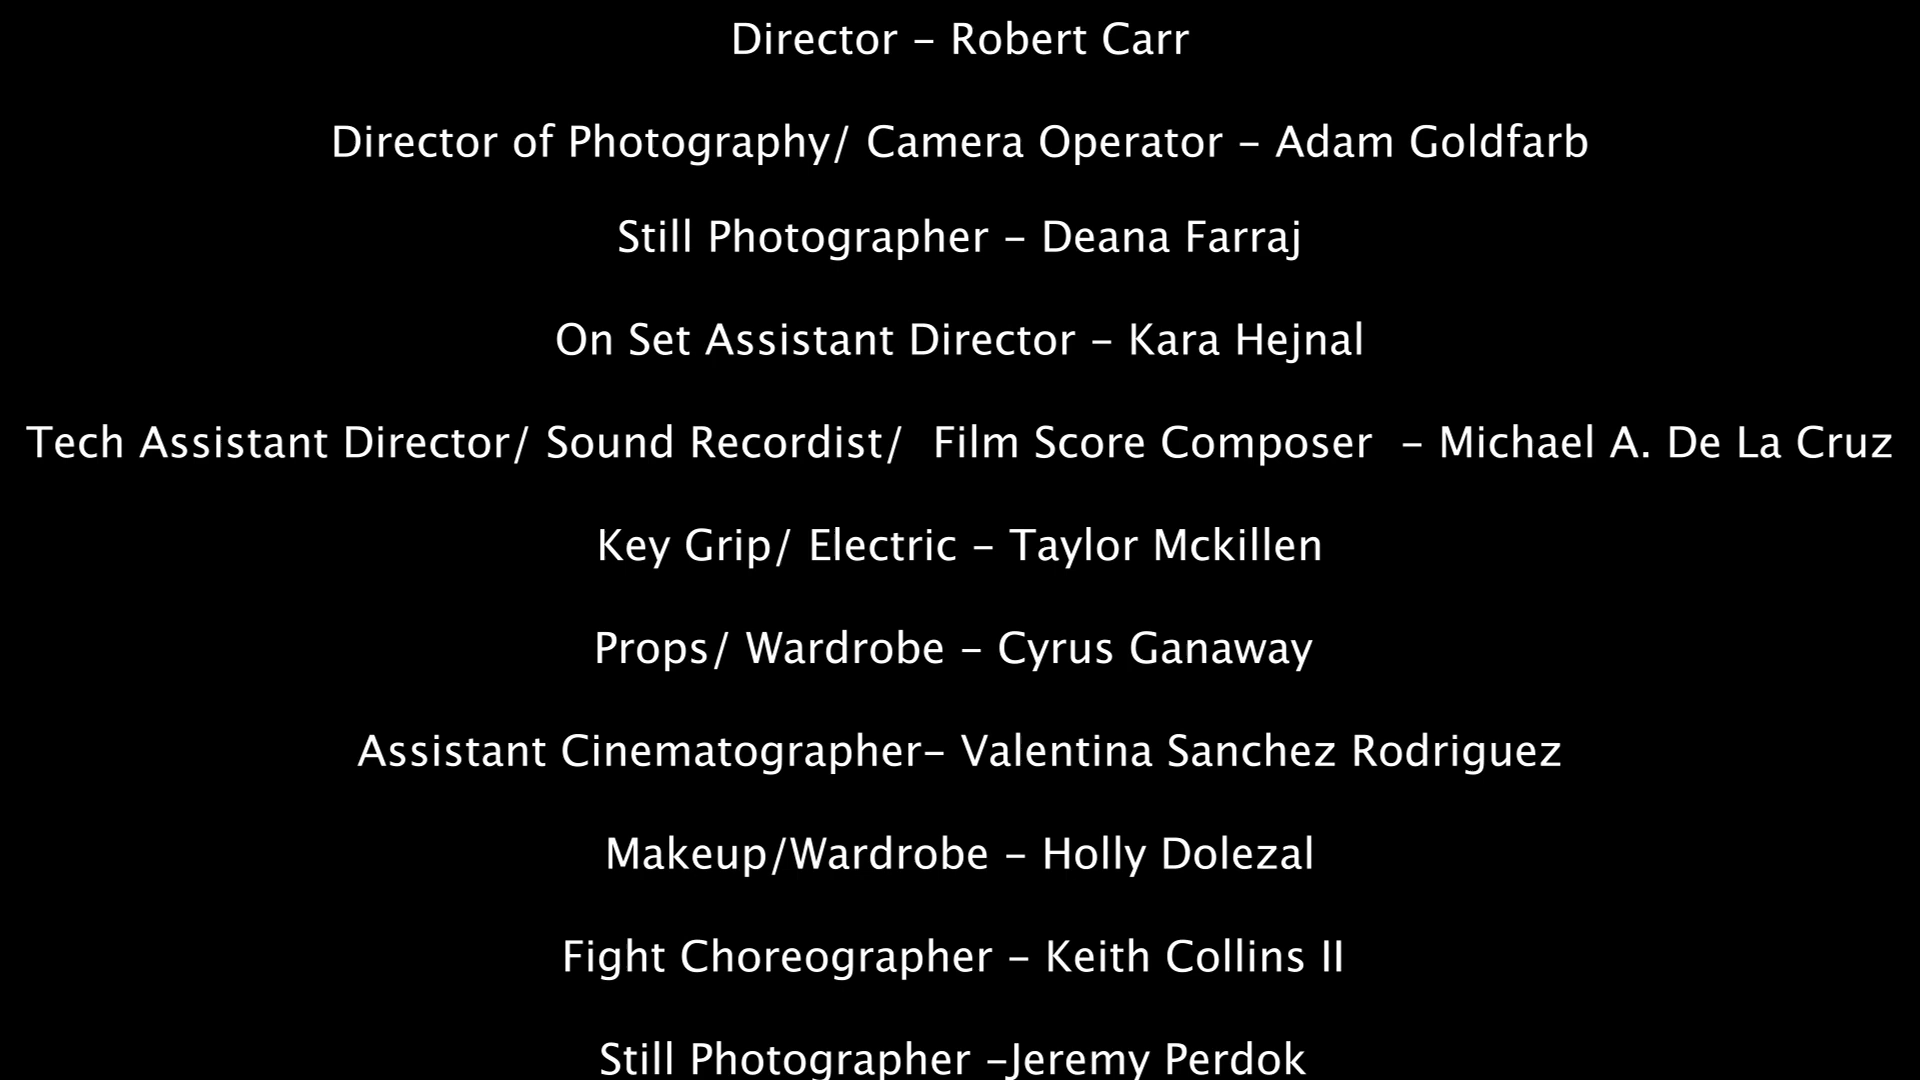 Director – Robert Carr
Director of Photography/ Camera Operator – Adam Goldfarb
Still Photographer – Deana Farraj
On Set Assistant Director – Kara Hejnal
Tech Assistant Director/ Sound Recordist/  Film Score Composer  – Michael A. De La Cruz
Key Grip/ Electric – Taylor Mckillen
Props/ Wardrobe – Cyrus Ganaway
Assistant Cinematographer– Valentina Sanchez Rodriguez
Makeup/Wardrobe – Holly Dolezal
Fight Choreographer – Keith Collins II
Still Photographer –Jeremy Perdok